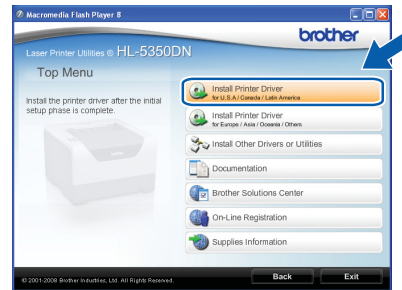 Macromedia Flash Player 8
brother
Laser Printer Utilities ® HL-5350DN
Top Menu
Install the printer driver after the initial
setup phase is complete.
Install Printer Driver
for U.S.A / Canada / Latin America
Install Printer Driver
for Europe / Asia / Oceania / Others
Install Other Drivers or Utilities
Documentation
Brother Solutions Center
On-Line Registration
Supplies Information
© 2001-2008 Brother Industries, Ltd. All Rights Reserved.
Back
Exit